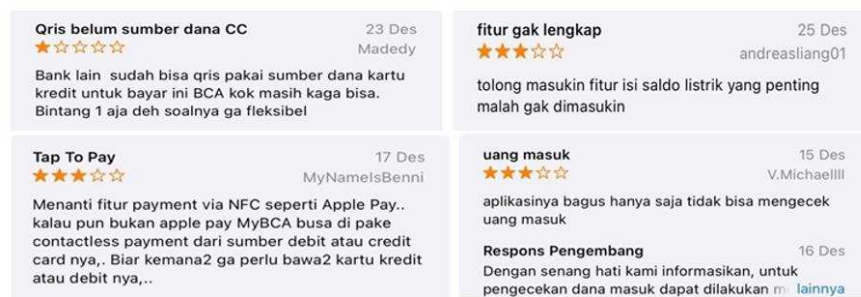 Qris belum sumber dana CC 23 Des
Madedy
Bank lain sudah bisa qris pakai sumber dana kartu
kredit untuk bayar ini BCA kok masih kaga bisa.
Bintang 1 aja deh soalnya ga fleksibel
fitur gak lengkap 25 Des
andreasliang01
tolong masukin fitur isi saldo listrik yang penting
malah gak dimasukin
Tap To Pay 17 Des
MyNameIsBenni
Menanti fitur payment via NFC seperti Apple Pay..
kalau pun bukan apple pay MyBCA busa di pake
contactless payment dari sumber debit atau credit
card nya,. Biar kemana2 ga perlu bawa2 kartu kredit
atau debit nya,..
uang masuk 15 Des
V.Michaellll
aplikasinya bagus hanya saja tidak bisa mengecek
uang masuk
Respons Pengembang 16 Des
Dengan senang hati kami informasikan, untuk
pengecekan dana masuk dapat dilakukan m lainnya